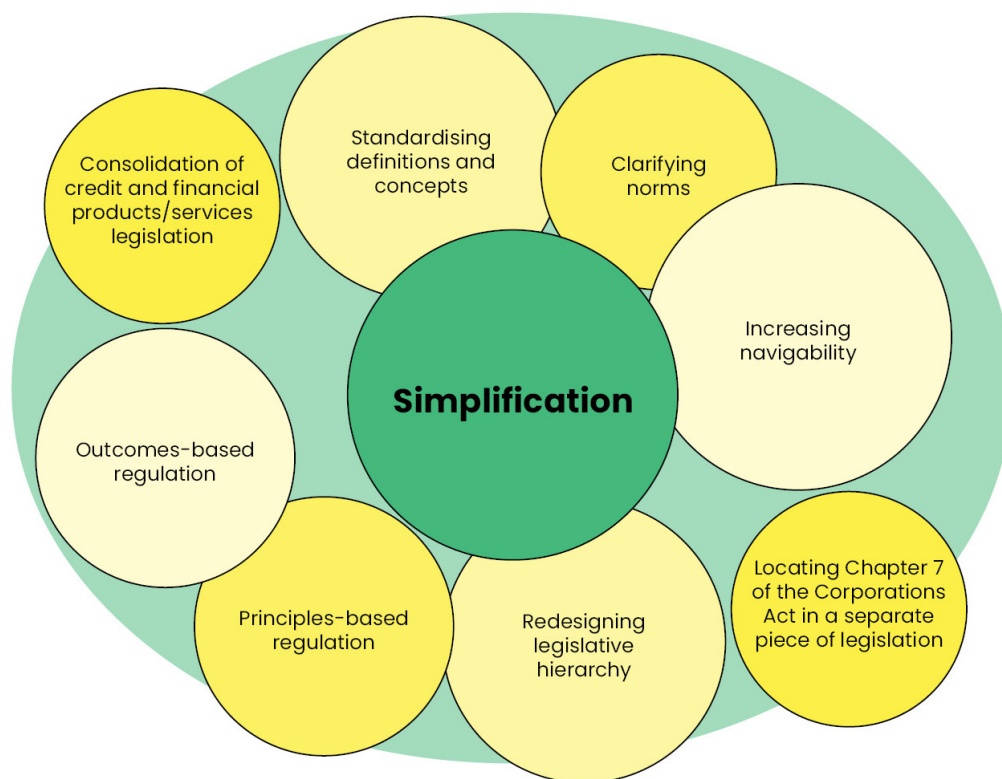 Standardising
definitions and
concepts
Clarifying
norms
Consolidation of
credit and financial
products/services
legislation
Increasing
navigability
Simplification
Outcomes-based
regulation
Principles-based
regulation
Redesigning
legislative
hierarchy
Locating Chapter 7
of the Corporations
Act in a separate
piece of legislation